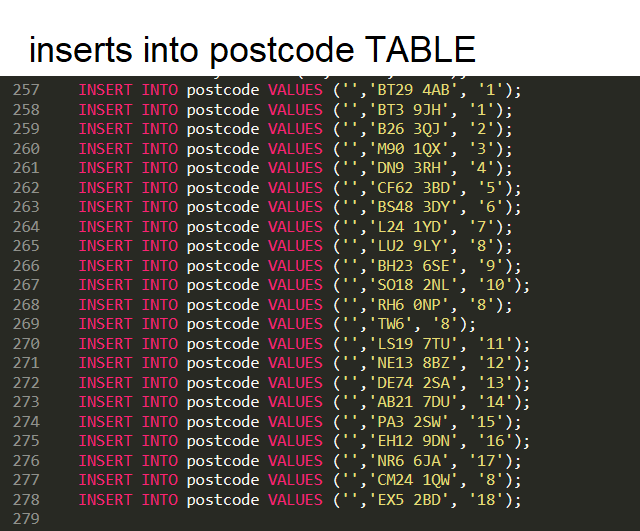 inserts into postcode TABLE
257 INSERT INTO postcode VALUES ('','BT29 4AB', '1');
258 INSERT INTO postcode VALUES ('','BT3 9JH', '1');
259 INSERT INTO postcode VALUES ('','B26 3QJ', '2');
260 INSERT INTO postcode VALUES ('','M90 1QX', '3');
261 INSERT INTO postcode VALUES ('','DN9 3RH', '4');
262 INSERT INTO postcode VALUES ('','CF62 3BD', '5');
263 INSERT INTO postcode VALUES ('','BS48 3DY', '6');
264 INSERT INTO postcode VALUES ('','L24 1YD', '7');
265 INSERT INTO postcode VALUES ('','LU2 9LY', '8');
266 INSERT INTO postcode VALUES ('','BH23 6SE', '9');
267 INSERT INTO postcode VALUES ('','SO18 2NL', '10');
268 INSERT INTO postcode VALUES ('','RH6 0NP', '8');
269 INSERT INTO postcode VALUES ('','TW6', '8');
270 INSERT INTO postcode VALUES ('','LS19 7TU', '11');
271 INSERT INTO postcode VALUES ('','NE13 8BZ', '12');
272 INSERT INTO postcode VALUES ('','DE74 2SA', '13');
273 INSERT INTO postcode VALUES ('','AB21 7DU', '14');
274 INSERT INTO postcode VALUES ('','PA3 2SW', '15');
275 INSERT INTO postcode VALUES ('','EH12 9DN', '16');
276 INSERT INTO postcode VALUES ('','NR6 6JA', '17');
277 INSERT INTO postcode VALUES ('','CM24 1QW', '8');
278 INSERT INTO postcode VALUES ('','EX5 2BD', '18');
279